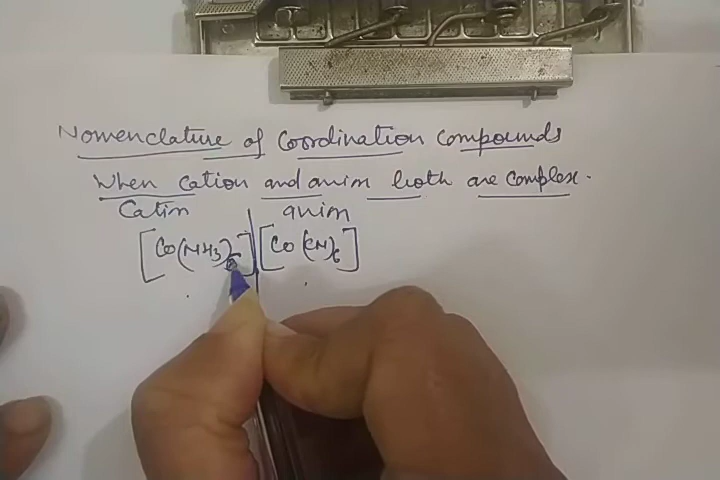 Nomenclature of Coordination Compounds
When cation and anion both are complex.
Cation anion
[Co(NH3)6] [Co(CN)6]